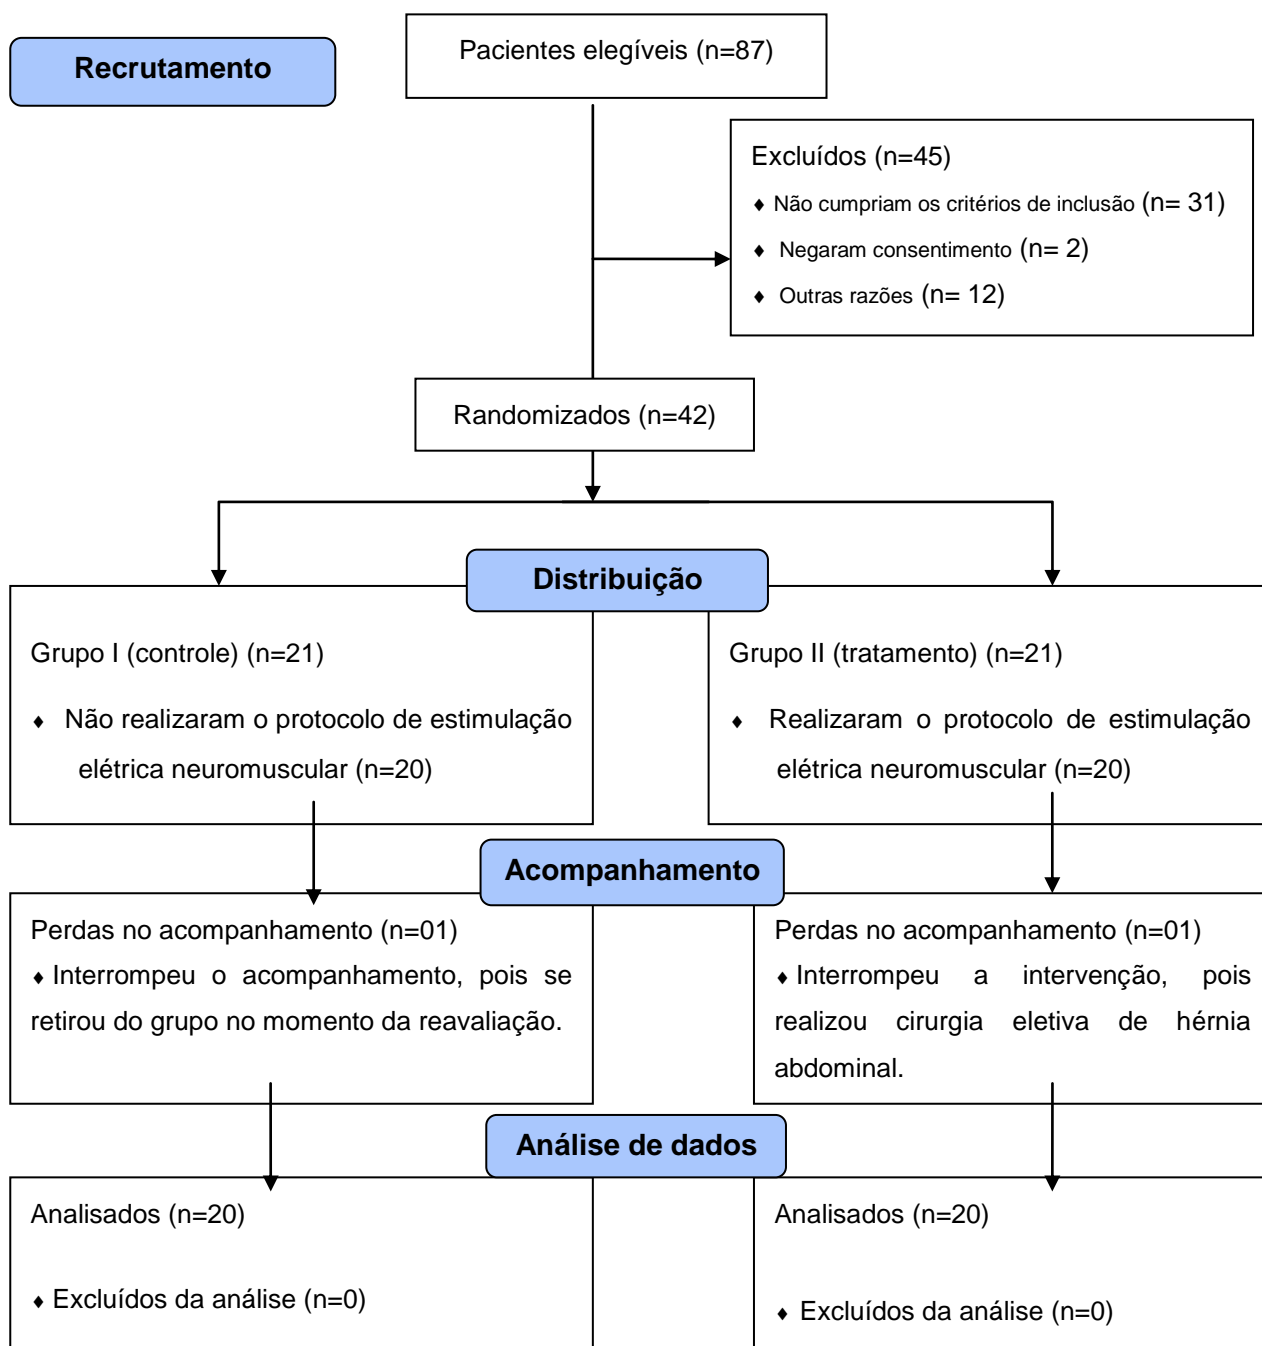 Recrutamento
Pacientes elegíveis (n=87)
Excluídos (n=45)
♦ Não cumpriam os critérios de inclusão (n= 31)
♦ Negaram consentimento (n= 2)
♦ Outras razões (n= 12)
Randomizados (n=42)
Distribuição
Grupo I (controle) (n=21)
♦ Não realizaram o protocolo de estimulação
elétrica neuromuscular (n=20)
Grupo II (tratamento) (n=21)
♦ Realizaram o protocolo de estimulação
elétrica neuromuscular (n=20)
Acompanhamento
Perdas no acompanhamento (n=01)
♦ Interrompeu o acompanhamento, pois se
retirou do grupo no momento da reavaliação.
Perdas no acompanhamento (n=01)
♦ Interrompeu a intervenção, pois
realizou cirurgia eletiva de hérnia
abdominal.
Análise de dados
Analisados (n=20)
♦ Excluídos da análise (n=0)
Analisados (n=20)
♦ Excluídos da análise (n=0)